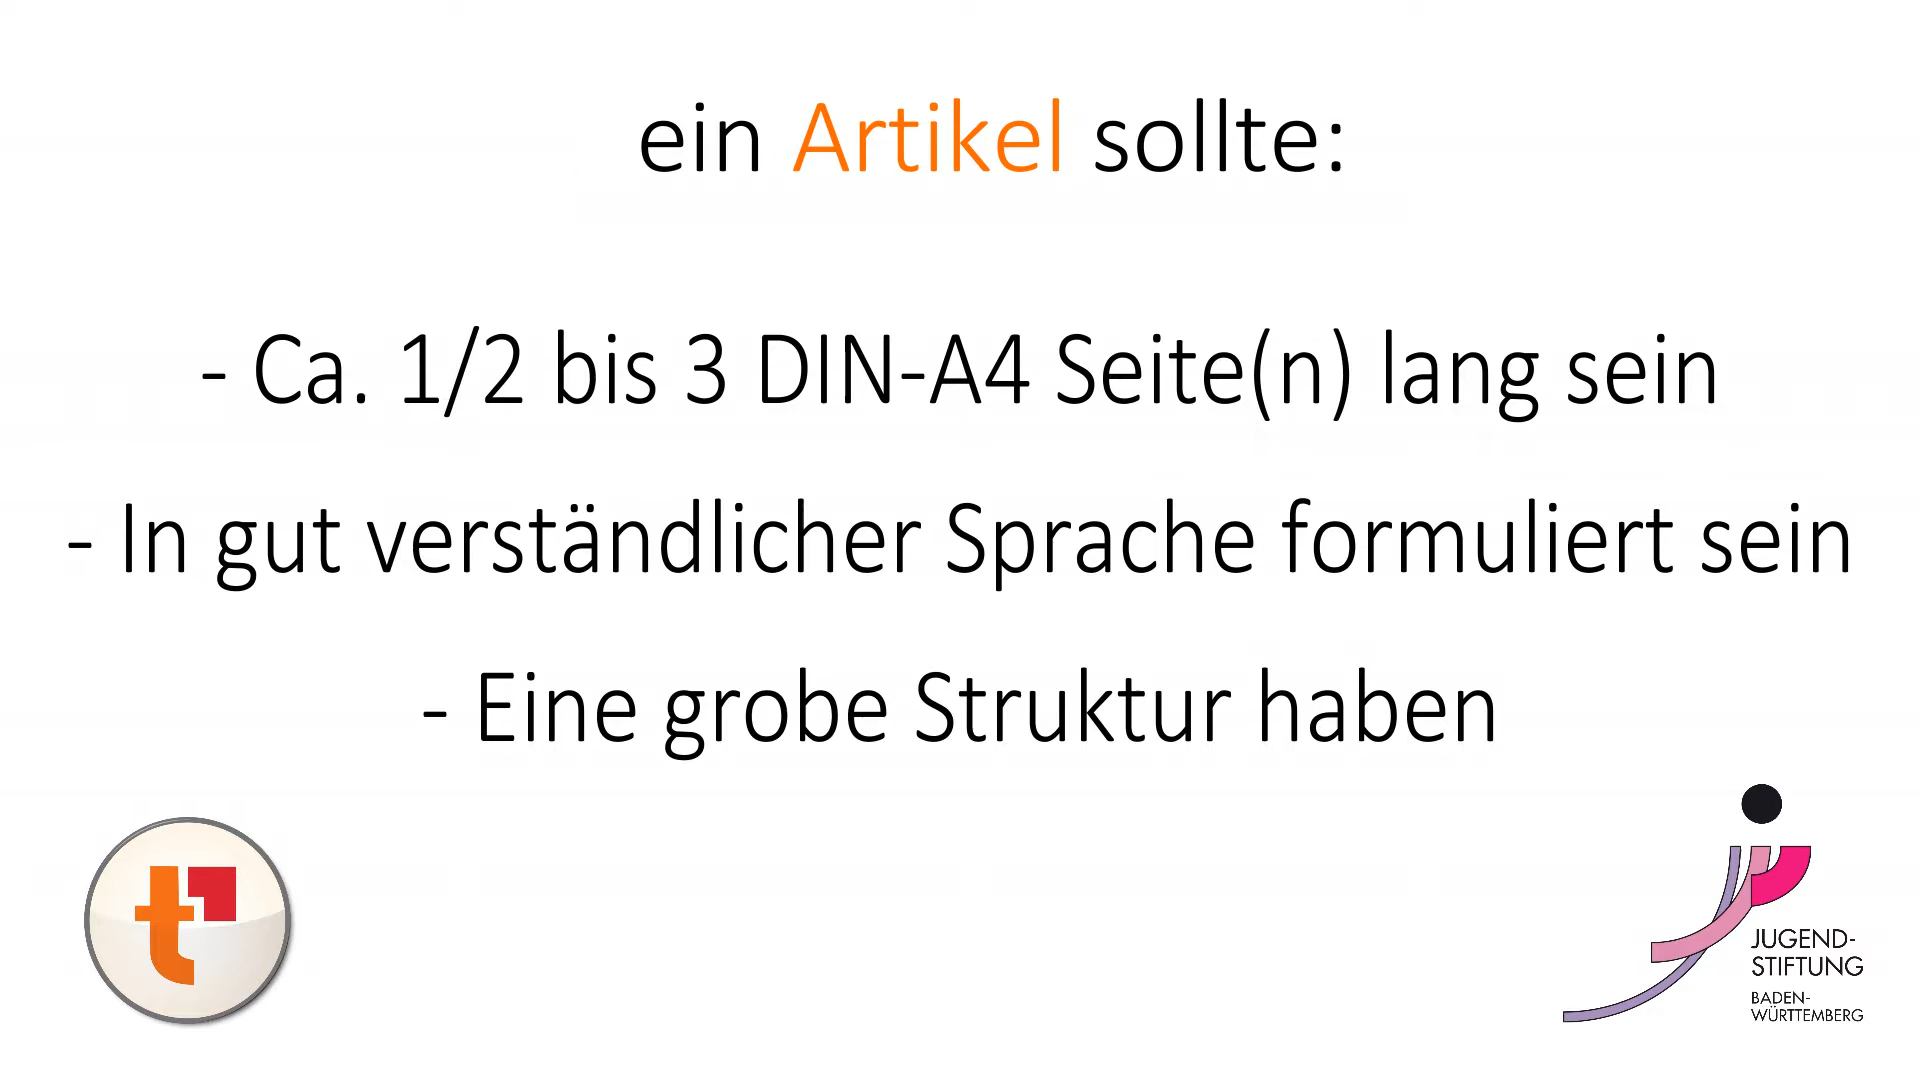 ein Artikel sollte:
- Ca. 1/2 bis 3 DIN-A4 Seite(n) lang sein
- In gut verständlicher Sprache formuliert sein
- Eine grobe Struktur haben
t
JUGEND-
STIFTUNG
BADEN-
WÜRTTEMBERG